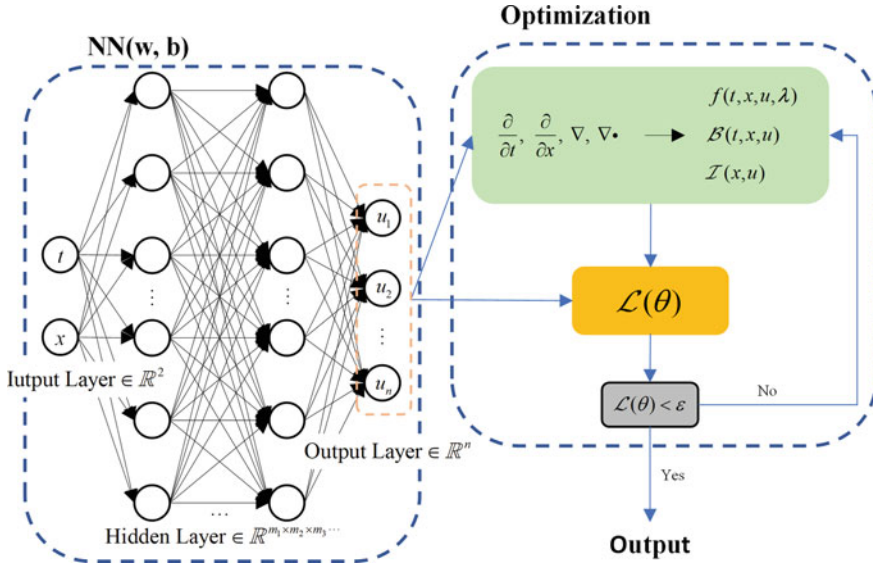 NN(w, b)
t
x
⋮
⋮
Iutput Layer ∈ ℝ²
u₁
u₂
⋮
uₙ
Output Layer ∈ ℝⁿ
…
Hidden Layer ∈ ℝ^{m₁×m₂×m₃…}
Optimization
∂/∂t, ∂/∂x, ∇, ∇•
f(t,x,u,λ)
ℬ(t,x,u)
ℐ(x,u)
ℒ(θ)
ℒ(θ) < ε
No
Yes
Output